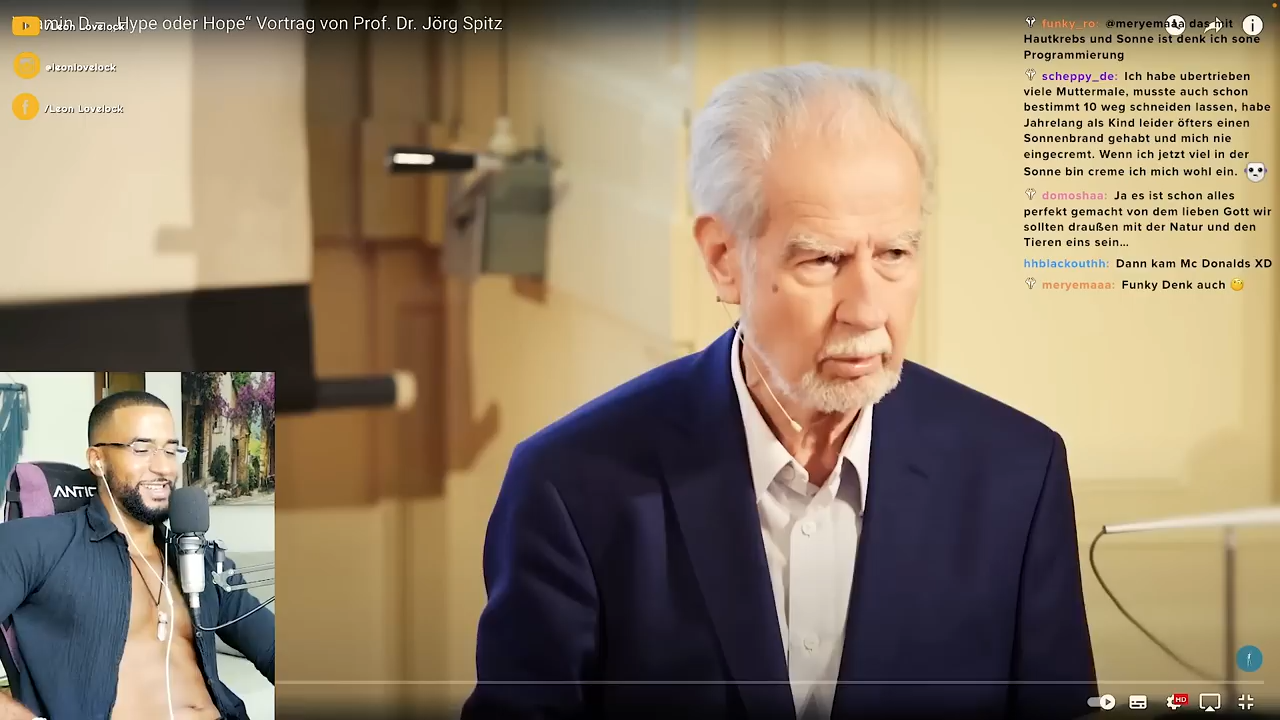 Hype oder Hope“ Vortrag von Prof. Dr. Jörg Spitz
/Leon Lovelock
leonlovelock
/Leon Lovelock
ANTIC
funky_ro: @meryemaaa das mit
Hautkrebs und Sonne ist denk ich sone
Programmierung
scheppy_de: Ich habe ubertrieben
viele Muttermale, musste auch schon
bestimmt 10 weg schneiden lassen, habe
Jahrelang als Kind leider öfters einen
Sonnenbrand gehabt und mich nie
eingecremt. Wenn ich jetzt viel in der
Sonne bin creme ich mich wohl ein.
domoshaa: Ja es ist schon alles
perfekt gemacht von dem lieben Gott wir
sollten draußen mit der Natur und den
Tieren eins sein...
hhblackouthh: Dann kam Mc Donalds XD
meryemaaa: Funky Denk auch 🤔
HD